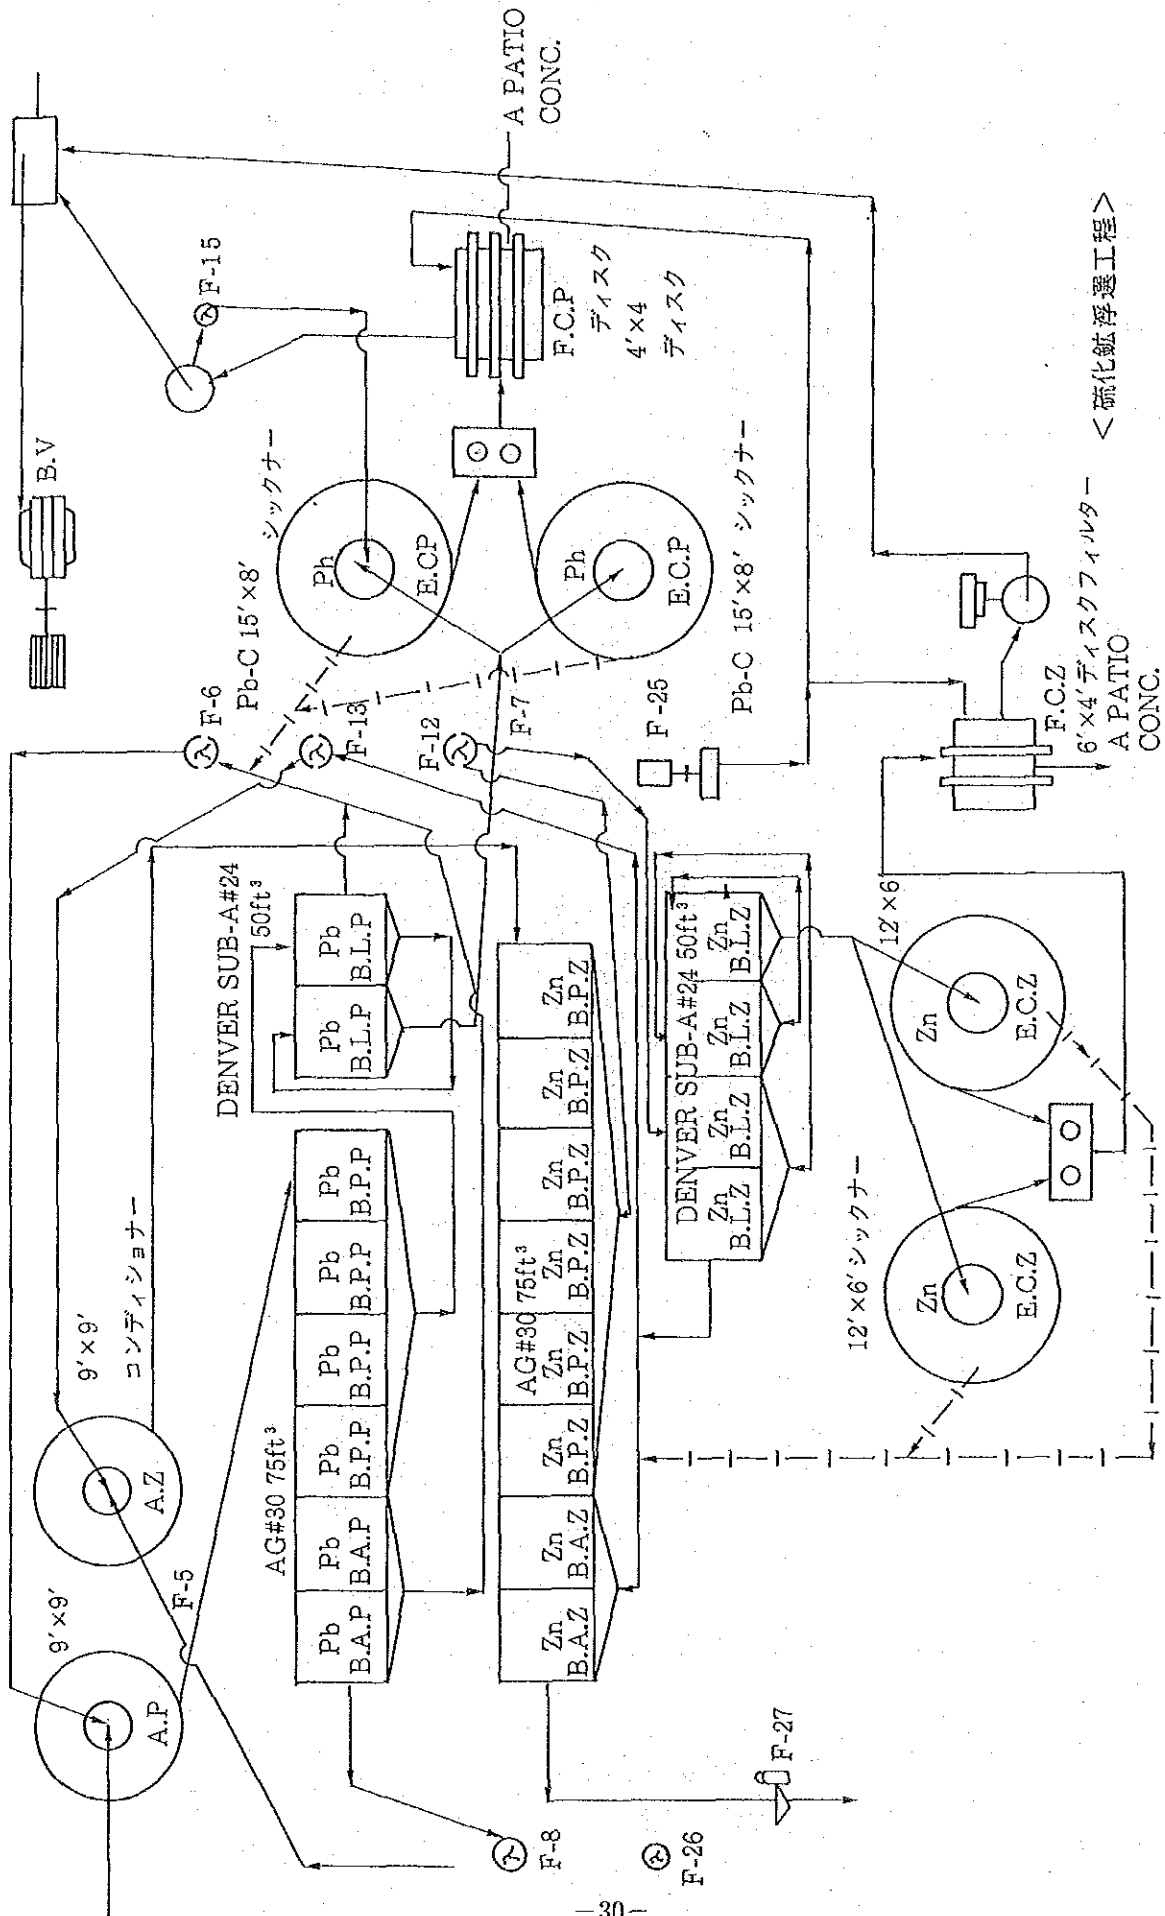 <硫化鉱浮選工程>
9'×9'
A.P
9'×9'
コンディショナー
A.Z
F-5
AG#30 75ft³
Pb
B.A.P
Pb
B.A.P
Pb
B.P.P
Pb
B.P.P
Pb
B.P.P
Pb
B.P.P
DENVER SUB-A#24
50ft³
Pb
B.L.P
Pb
B.L.P
AG#30 75ft³
Zn
B.A.Z
Zn
B.A.Z
Zn
B.P.Z
Zn
B.P.Z
Zn
B.P.Z
Zn
B.P.Z
Zn
B.P.Z
Zn
B.P.Z
DENVER SUB-A#24 50ft³
Zn
B.L.Z
Zn
B.L.Z
Zn
B.L.Z
Zn
B.L.Z
F-6
F-13
F-12
F-7
F-25
F-8
F-26
F-27
B.V
F-15
Pb-C 15'×8' シックナー
Ph
E.CP
Ph
E.C.P
Pb-C 15'×8' シックナー
F.C.P
ディスク
4'×4
ディスク
A PATIO
CONC.
12'×6'シックナー
Zn
E.C.Z
12'×6
Zn
E.C.Z
F.C.Z
6'×4'ディスクフィルター
A PATIO
CONC.
—30—